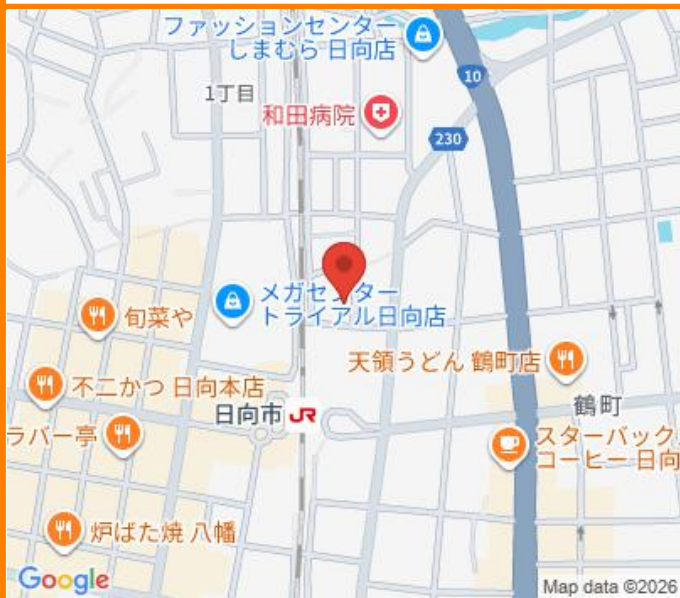 ファッションセンター
しまむら 日向店
10
1丁目
和田病院
230
メガセンター
トライアル日向店
旬菜や
天領うどん 鶴町店
不二かつ 日向本店
鶴町
日向市
JR
ラバー亭
スターバック
コーヒー 日向
炉ばた焼 八幡
Google
Map data ©2026